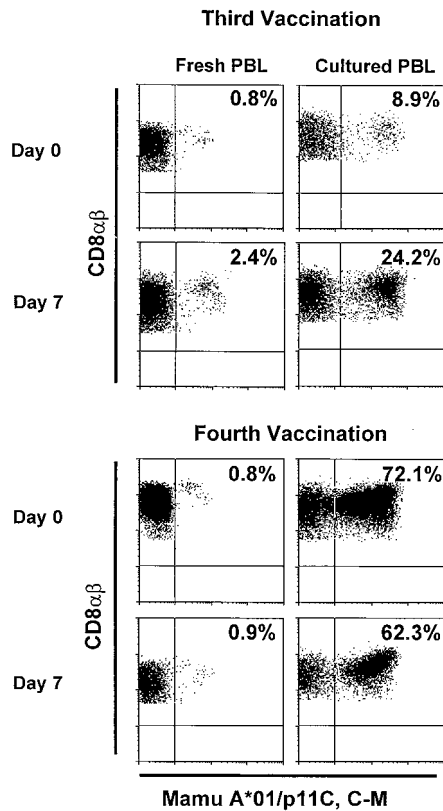 Third Vaccination
Fresh PBL Cultured PBL
0.8% 8.9%
Day 0
CD8αβ
2.4% 24.2%
Day 7
Fourth Vaccination
0.8% 72.1%
Day 0
CD8αβ
0.9% 62.3%
Day 7
Mamu A*01/p11C, C-M